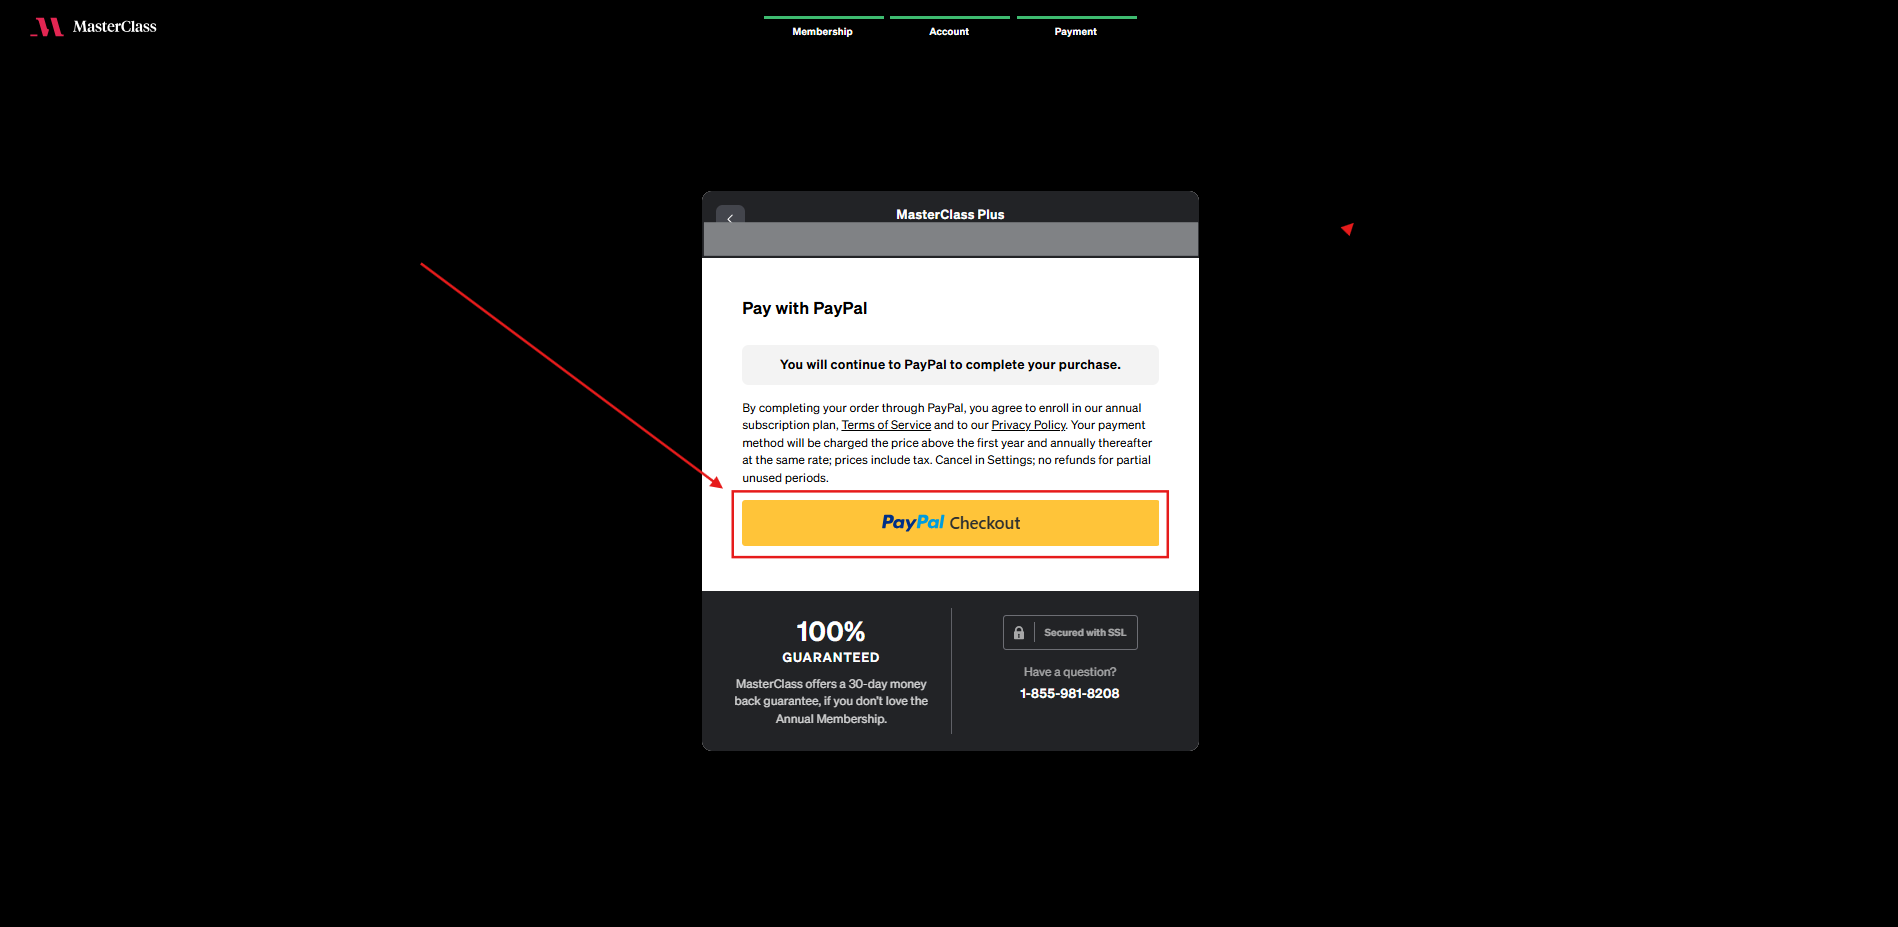 MasterClass
Membership
Account
Payment
MasterClass Plus
Pay with PayPal
You will continue to PayPal to complete your purchase.
By completing your order through PayPal, you agree to enroll in our annual
subscription plan, Terms of Service and to our Privacy Policy. Your payment
method will be charged the price above the first year and annually thereafter
at the same rate; prices include tax. Cancel in Settings; no refunds for partial
unused periods.
PayPal Checkout
100%
GUARANTEED
MasterClass offers a 30-day money
back guarantee, if you don't love the
Annual Membership.
Secured with SSL
Have a question?
1-855-981-8208